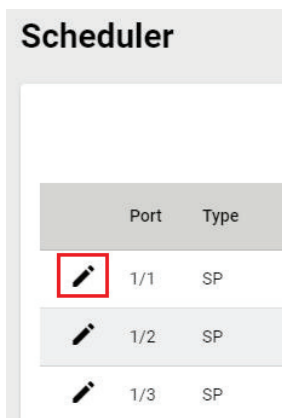 Scheduler
Port Type
1/1 SP
1/2 SP
1/3 SP